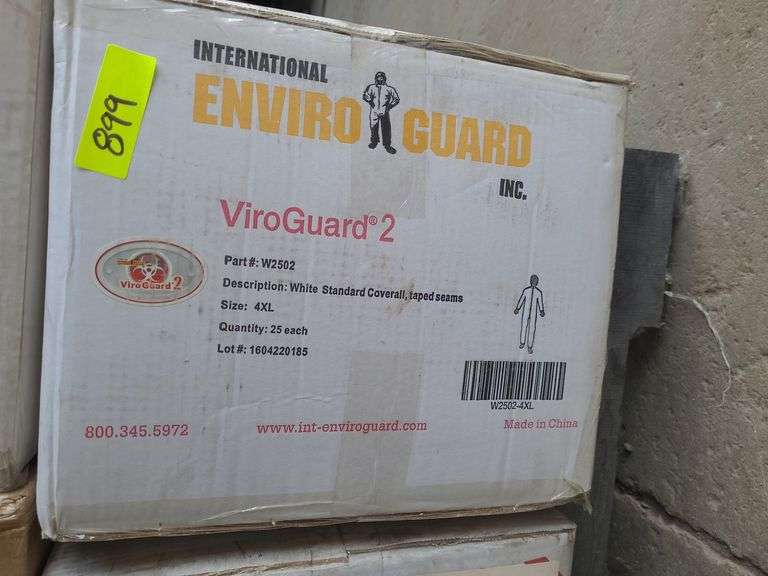 899
INTERNATIONAL
ENVIRO GUARD
INC.
ViroGuard® 2
Part #: W2502
Description: White Standard Coverall, taped seams
Size: 4XL
Quantity: 25 each
Lot #: 1604220185
ViroGuard® 2
W2502-4XL
800.345.5972
www.int-enviroguard.com
Made in China